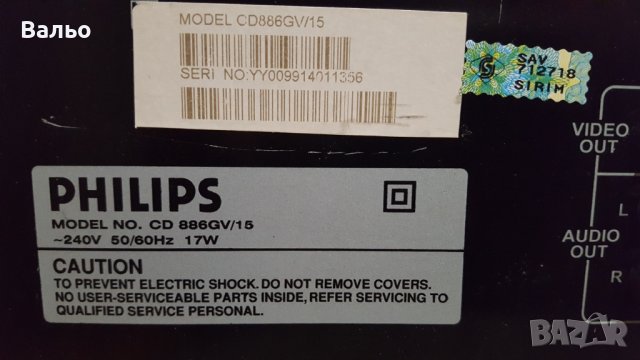 Вальо
MODEL CD886GV/15
SERI NO:YY009914011356
SAV
712718
SIRIM
VIDEO
OUT
L
AUDIO
OUT
R
PHILIPS
MODEL NO. CD 886GV/15
~240V 50/60Hz 17W
CAUTION
TO PREVENT ELECTRIC SHOCK. DO NOT REMOVE COVERS.
NO USER-SERVICEABLE PARTS INSIDE, REFER SERVICING TO
QUALIFIED SERVICE PERSONAL.
BAZAR